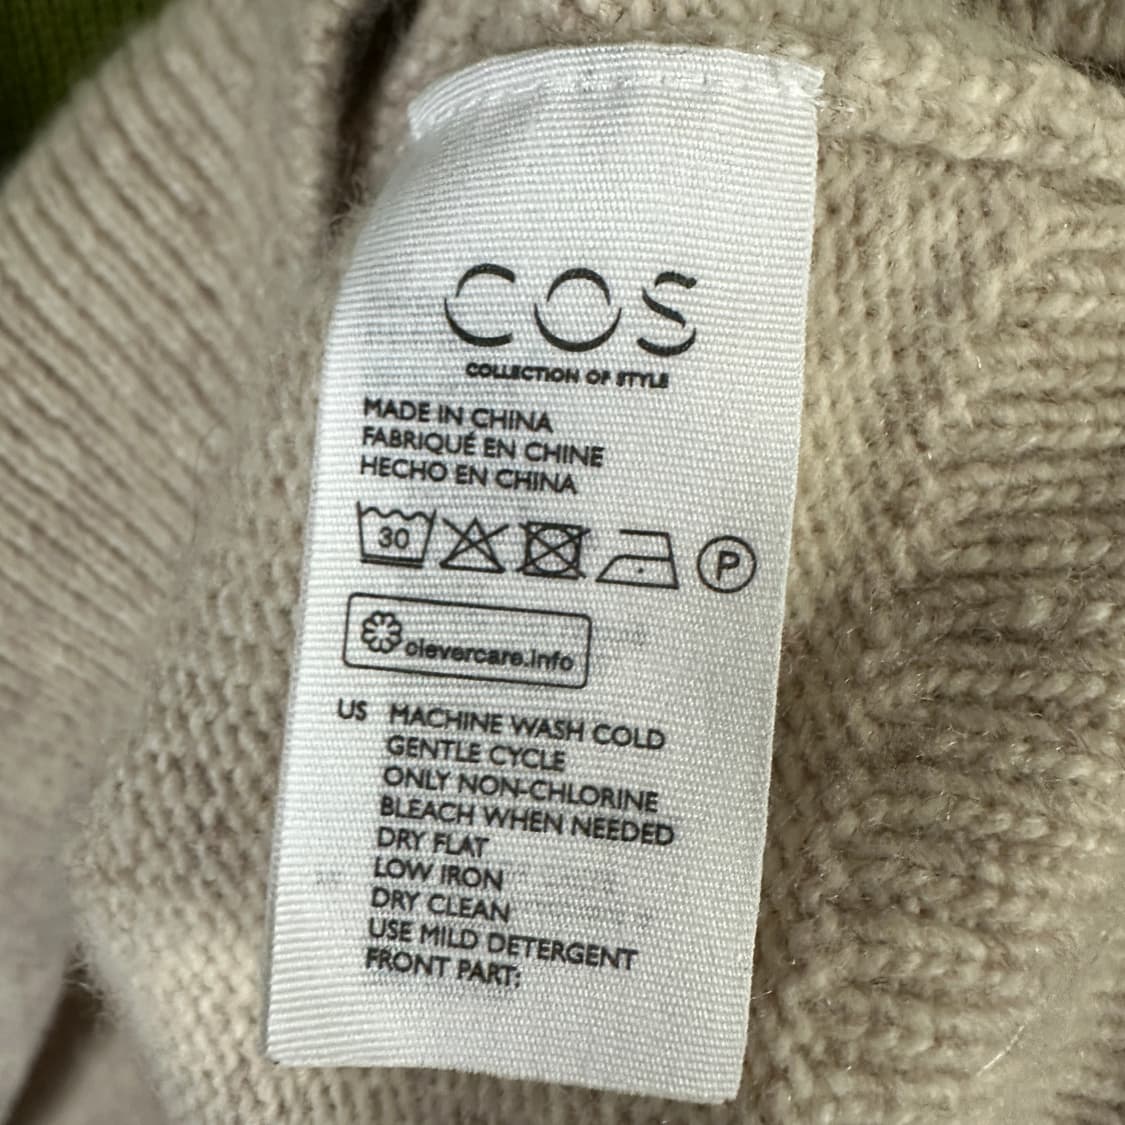 COS
COLLECTION OF STYLE
MADE IN CHINA
FABRIQUÉ EN CHINE
HECHO EN CHINA
30 P
clevercare.info
US MACHINE WASH COLD
GENTLE CYCLE
ONLY NON-CHLORINE
BLEACH WHEN NEEDED
DRY FLAT
LOW IRON
DRY CLEAN
USE MILD DETERGENT
FRONT PART: